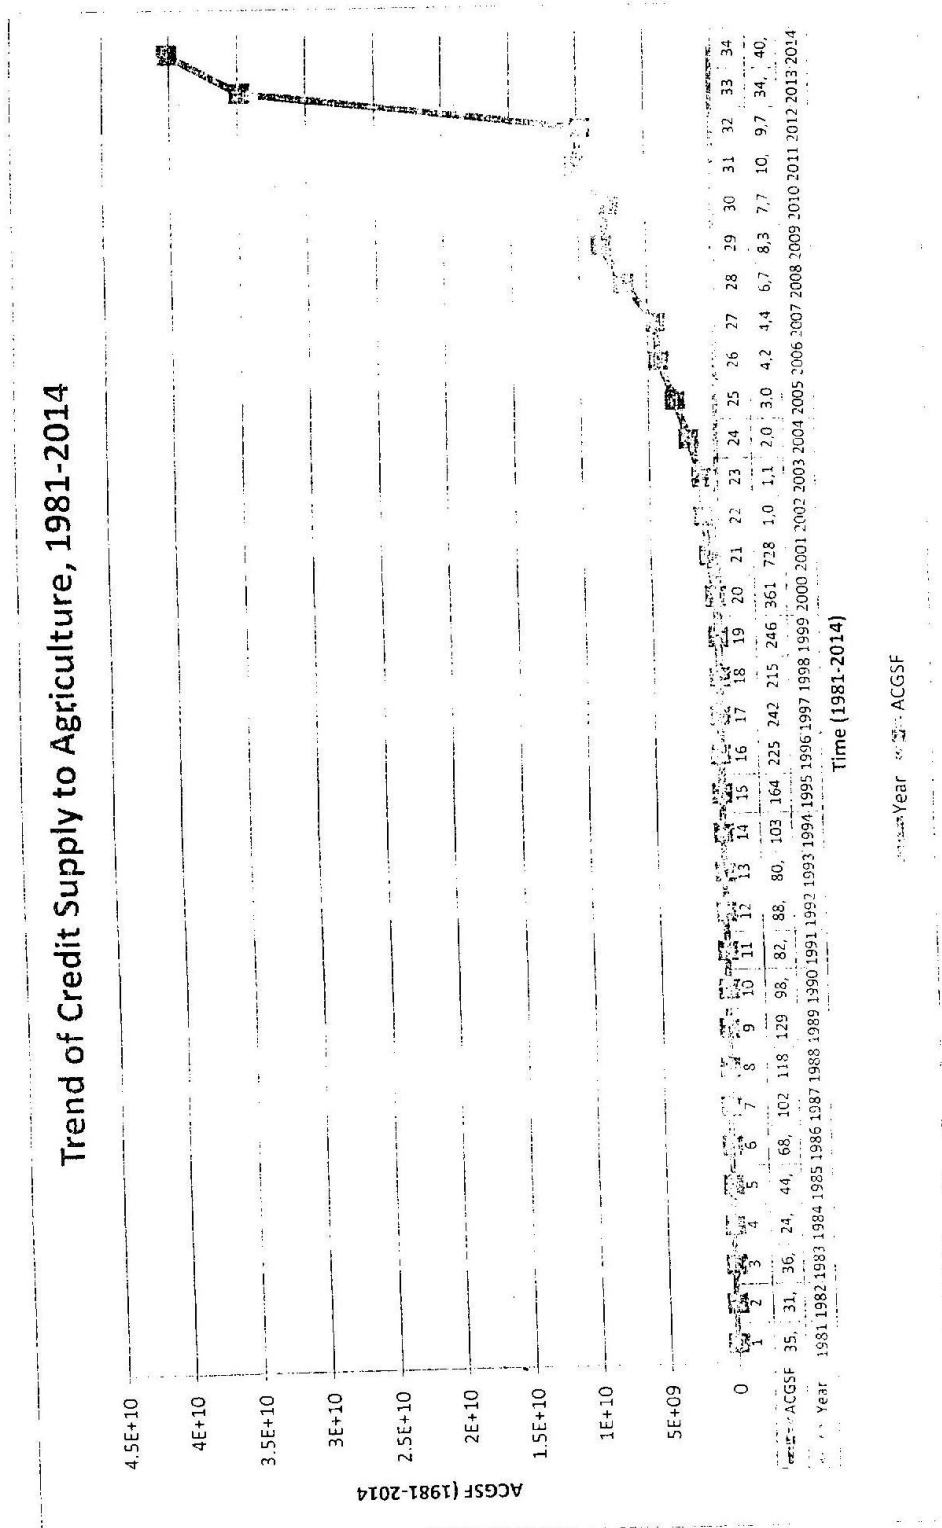 Trend of Credit Supply to Agriculture, 1981-2014
ACGSF (1981-2014
4.5E+10
4E+10
3.5E+10
3E+10
2.5E+10
2E+10
1.5E+10
1E+10
5E+09
0
1 2 3 4 5 6 7 8 9 10 11 12 13 14 15 16 17 18 19 20 21 22 23 24 25 26 27 28 29 30 31 32 33 34
ACGSF 35, 31, 36, 24, 44, 68, 102 118 129 98, 82, 88, 80, 103 164 225 242 215 246 361 728 1,0 1,1 2,0 3.0 4,2 4,4 6,7 8,3 7,7 10, 9,7 34, 40,
Year 1981 1982 1983 1984 1985 1986 1987 1988 1989 1990 1991 1992 1993 1994 1995 1996 1997 1998 1999 2000 2001 2002 2003 2004 2005 2006 2007 2008 2009 2010 2011 2012 2013 2014
Time (1981-2014)
Year ACGSF